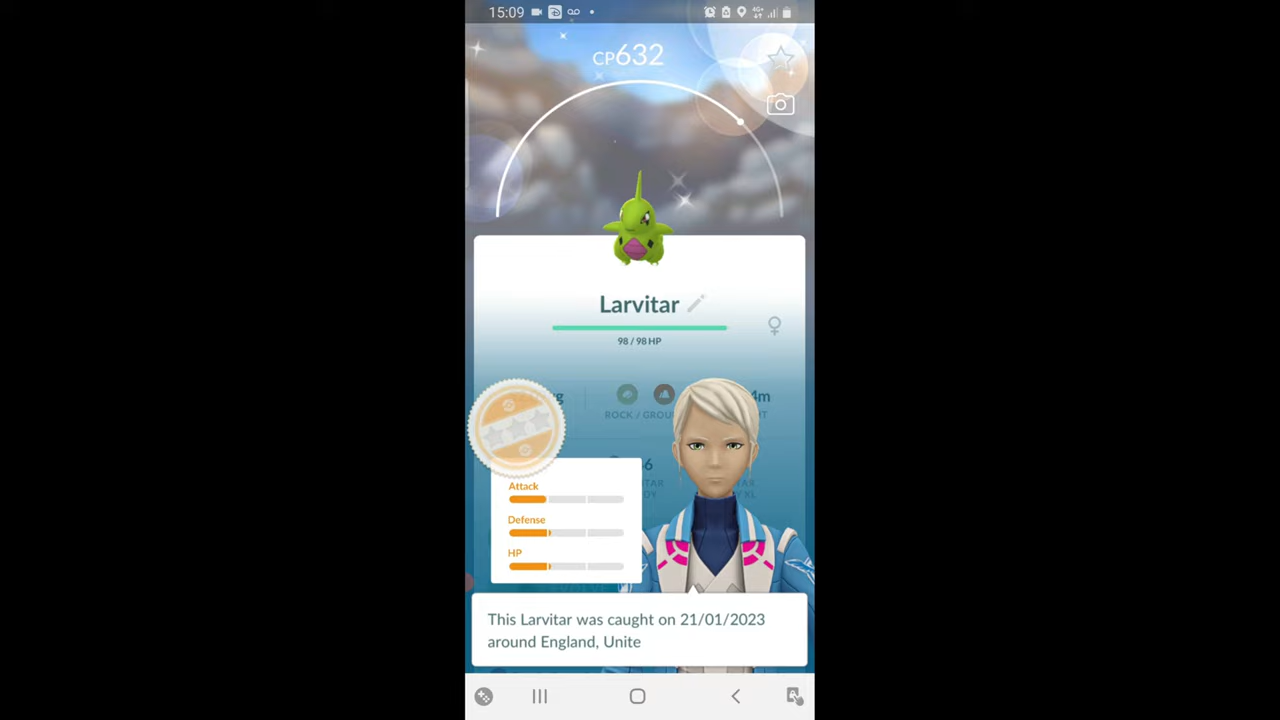 15:09
4G+
CP632
Larvitar
98 / 98 HP
ROCK / GROU
Attack
Defense
HP
This Larvitar was caught on 21/01/2023
around England, Unite